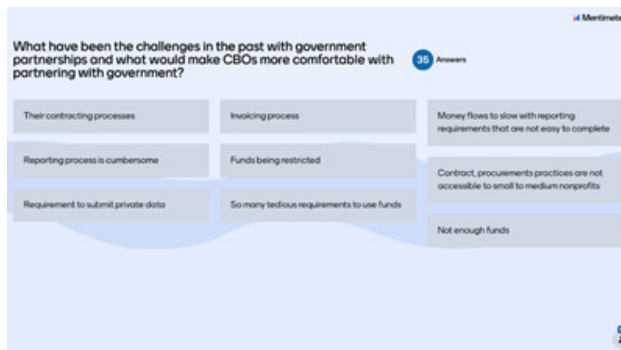 Mentimete
What have been the challenges in the past with government
partnerships and what would make CBOs more comfortable with
partnering with government?
35 Answers
Their contracting processes
Reporting process is cumbersome
Requirement to submit private data
Invoicing process
Funds being restricted
So many tedious requirements to use funds
Money flows to slow with reporting
requirements that are not easy to complete
Contract, procurements practices are not
accessible to small to medium nonprofits
Not enough funds